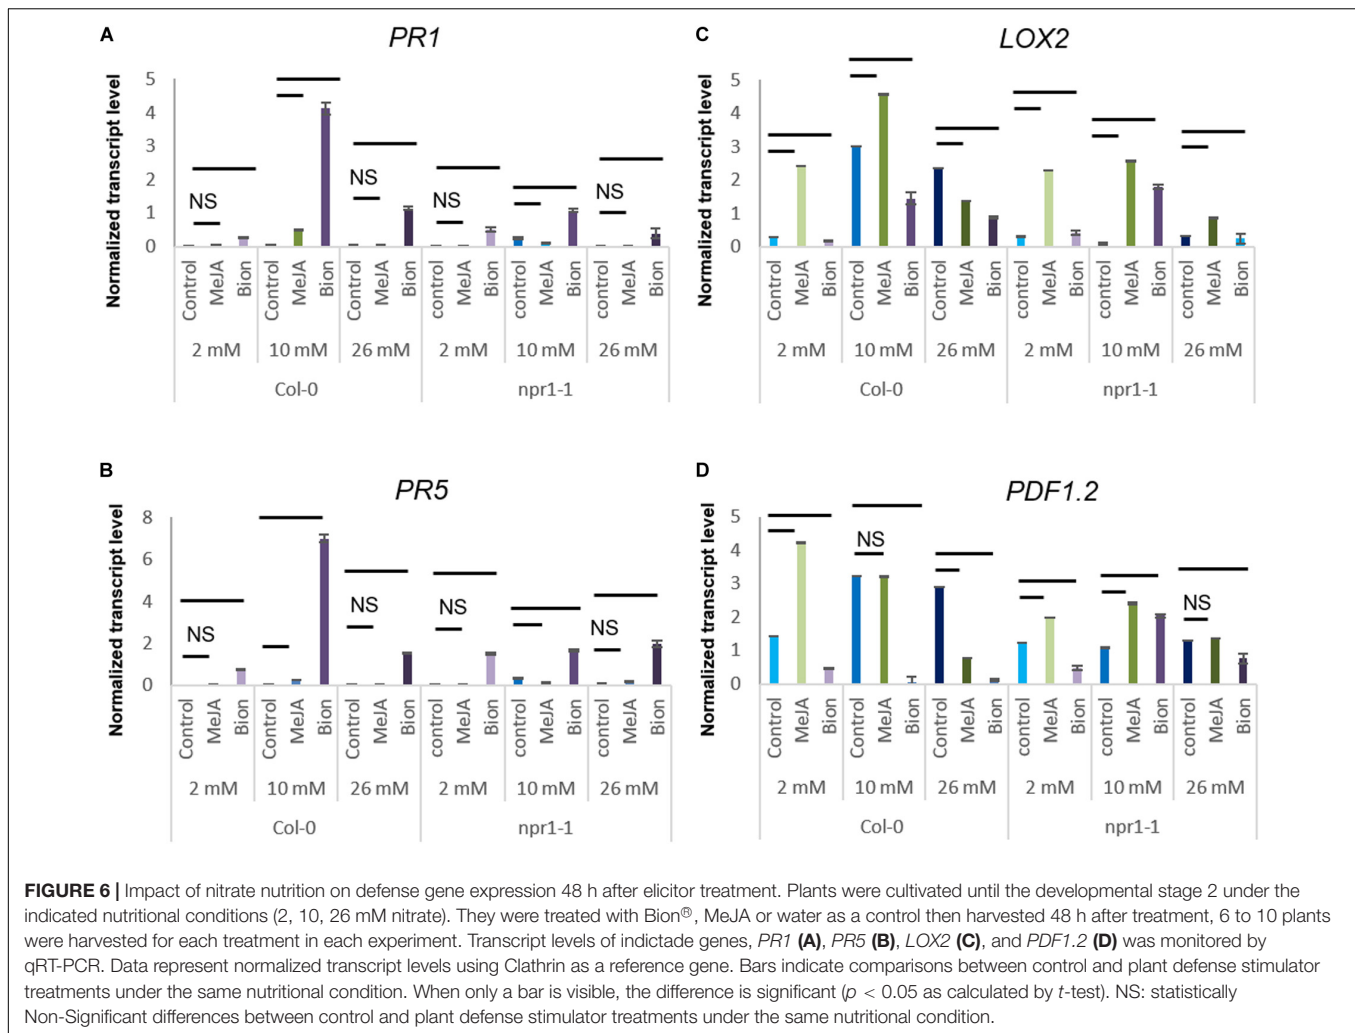 A
PR1
Normalized transcript level
5
4
3
2
1
0
NS
NS
NS
NS
Control
MeJA
Bion
Control
MeJA
Bion
Control
MeJA
Bion
control
MeJA
Bion
control
MeJA
Bion
control
MeJA
Bion
2 mM
10 mM
26 mM
2 mM
10 mM
26 mM
Col-0
npr1-1
C
LOX2
Normalized transcript level
5
4
3
2
1
0
Control
MeJA
Bion
Control
MeJA
Bion
Control
MeJA
Bion
control
MeJA
Bion
control
MeJA
Bion
control
MeJA
Bion
2 mM
10 mM
26 mM
2 mM
10 mM
26 mM
Col-0
npr1-1
B
PR5
Normalized transcript level
8
6
4
2
0
NS
NS
NS
NS
Control
MeJA
Bion
Control
MeJA
Bion
Control
MeJA
Bion
control
MeJA
Bion
control
MeJA
Bion
control
MeJA
Bion
2 mM
10 mM
26 mM
2 mM
10 mM
26 mM
Col-0
npr1-1
D
PDF1.2
Normalized transcript level
5
4
3
2
1
0
NS
NS
Control
MeJA
Bion
Control
MeJA
Bion
Control
MeJA
Bion
control
MeJA
Bion
control
MeJA
Bion
control
MeJA
Bion
2 mM
10 mM
26 mM
2 mM
10 mM
26 mM
Col-0
npr1-1
FIGURE 6 | Impact of nitrate nutrition on defense gene expression 48 h after elicitor treatment. Plants were cultivated until the developmental stage 2 under the
indicated nutritional conditions (2, 10, 26 mM nitrate). They were treated with Bion®, MeJA or water as a control then harvested 48 h after treatment, 6 to 10 plants
were harvested for each treatment in each experiment. Transcript levels of indictade genes, PR1 (A), PR5 (B), LOX2 (C), and PDF1.2 (D) was monitored by
qRT-PCR. Data represent normalized transcript levels using Clathrin as a reference gene. Bars indicate comparisons between control and plant defense stimulator
treatments under the same nutritional condition. When only a bar is visible, the difference is significant (p < 0.05 as calculated by t-test). NS: statistically
Non-Significant differences between control and plant defense stimulator treatments under the same nutritional condition.